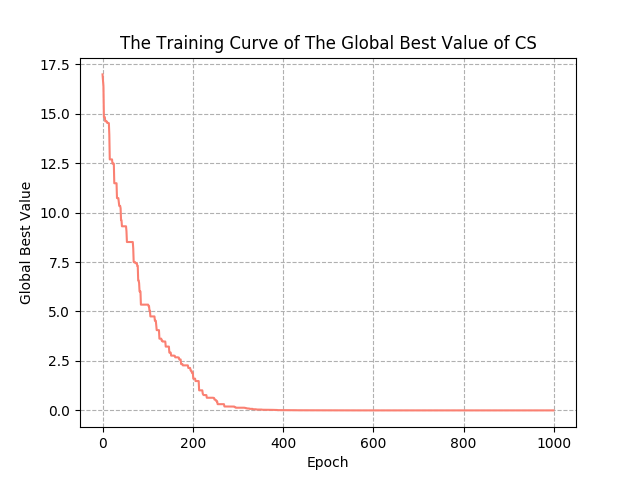 The Training Curve of The Global Best Value of CS
17.5
15.0
12.5
10.0
7.5
5.0
2.5
0.0
Global Best Value
0 200 400 600 800 1000
Epoch